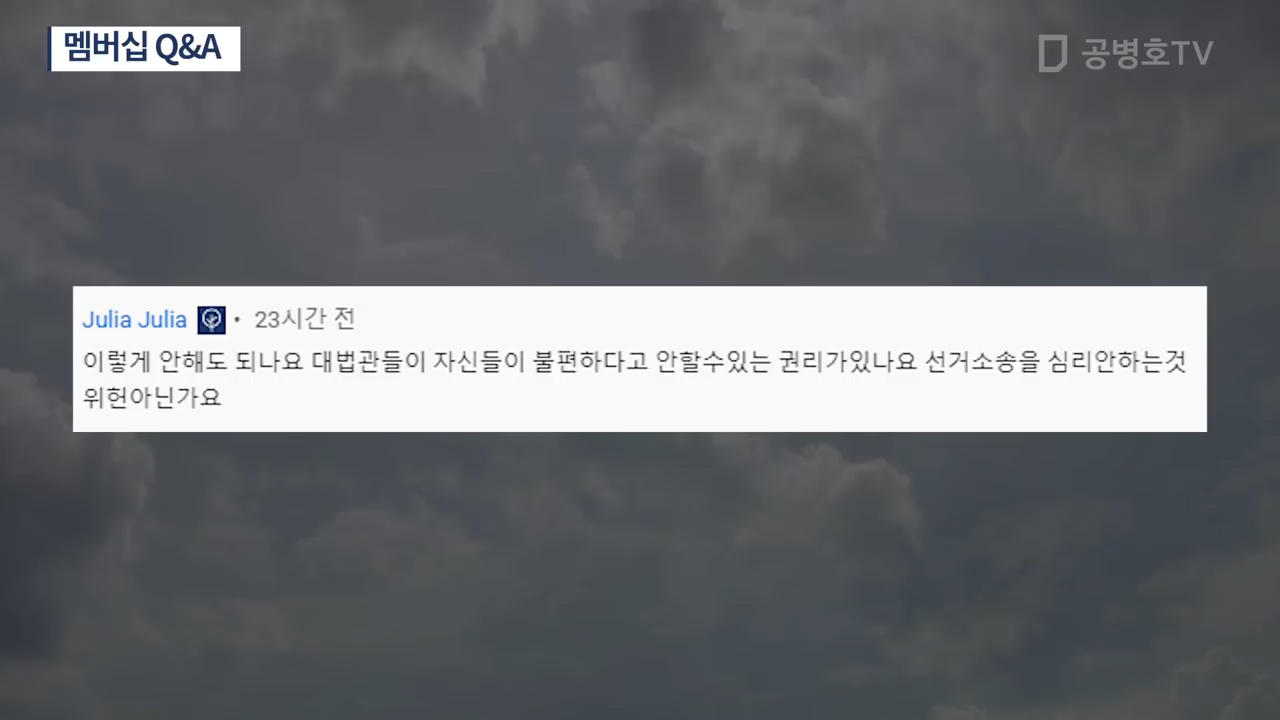 멤버십 Q&A
공병호TV
Julia Julia • 23시간 전
이렇게 안해도 되나요 대법관들이 자신들이 불편하다고 안할수있는 권리가있나요 선거소송을 심리안하는것
위헌아닌가요